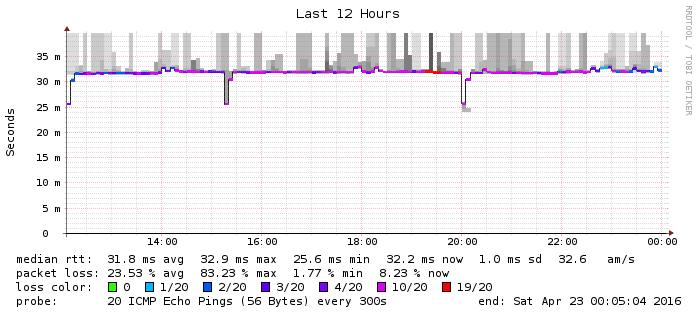 Last 12 Hours
RRDTOOL / TOBI OETIKER
Seconds
35 m
30 m
25 m
20 m
15 m
10 m
5 m
0
14:00 16:00 18:00 20:00 22:00 00:00
median rtt: 31.8 ms avg 32.9 ms max 25.6 ms min 32.2 ms now 1.0 ms sd 32.6 am/s
packet loss: 23.53 % avg 83.23 % max 1.77 % min 8.23 % now
loss color: 0 1/20 2/20 3/20 4/20 10/20 19/20
probe: 20 ICMP Echo Pings (56 Bytes) every 300s end: Sat Apr 23 00:05:04 2016